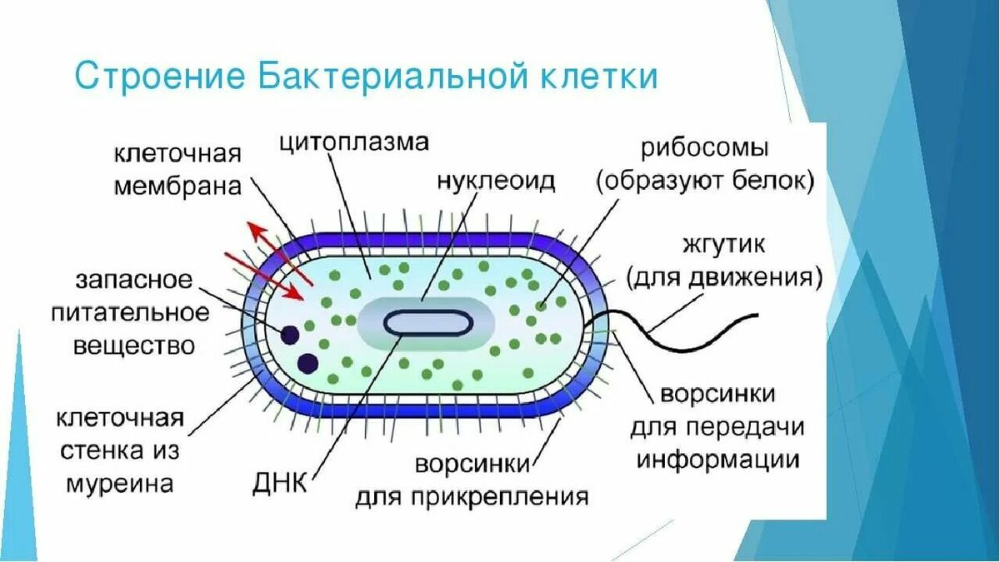 Строение Бактериальной клетки
клеточная
мембрана
цитоплазма
нуклеоид
рибосомы
(образуют белок)
жгутик
(для движения)
запасное
питательное
вещество
клеточная
стенка из
муреина
ДНК
ворсинки
для прикрепления
ворсинки
для передачи
информации